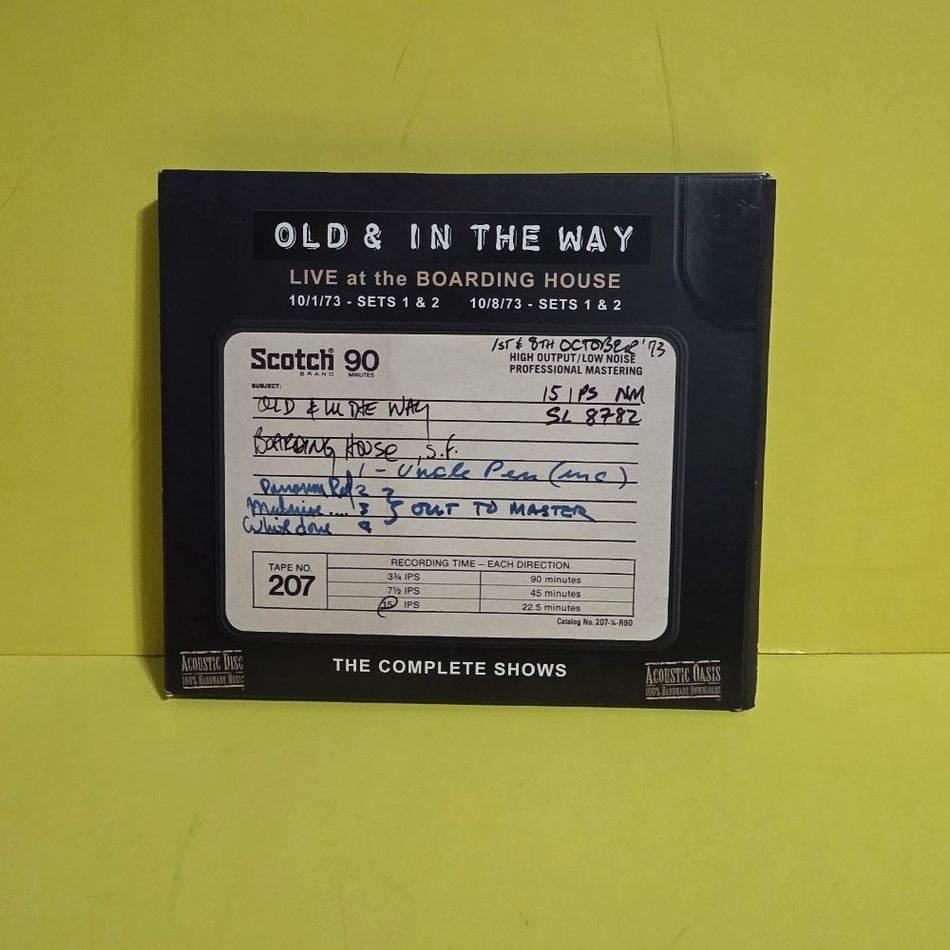 OLD & IN THE WAY
LIVE at the BOARDING HOUSE
10/1/73 - SETS 1 & 2 10/8/73 - SETS 1 & 2
1ST & 8TH OCTOBER '73
Scotch® 90
BRAND MINUTES
HIGH OUTPUT/LOW NOISE
PROFESSIONAL MASTERING
SUBJECT:
15 IPS NM
OLD & IN THE WAY
SL 8782
BOARDING HOUSE, S.F.
1 - Uncle Pen (inc)
Panama Red 2
.... 3 } OUT TO MASTER
White dove 4
TAPE NO.
207
RECORDING TIME – EACH DIRECTION
3¾ IPS 90 minutes
7½ IPS 45 minutes
15 IPS 22.5 minutes
Catalog No. 207-¼-R90
ACOUSTIC DISC
100% HANDMADE MUSIC
THE COMPLETE SHOWS
ACOUSTIC OASIS
100% HANDMADE DOWNLOADS